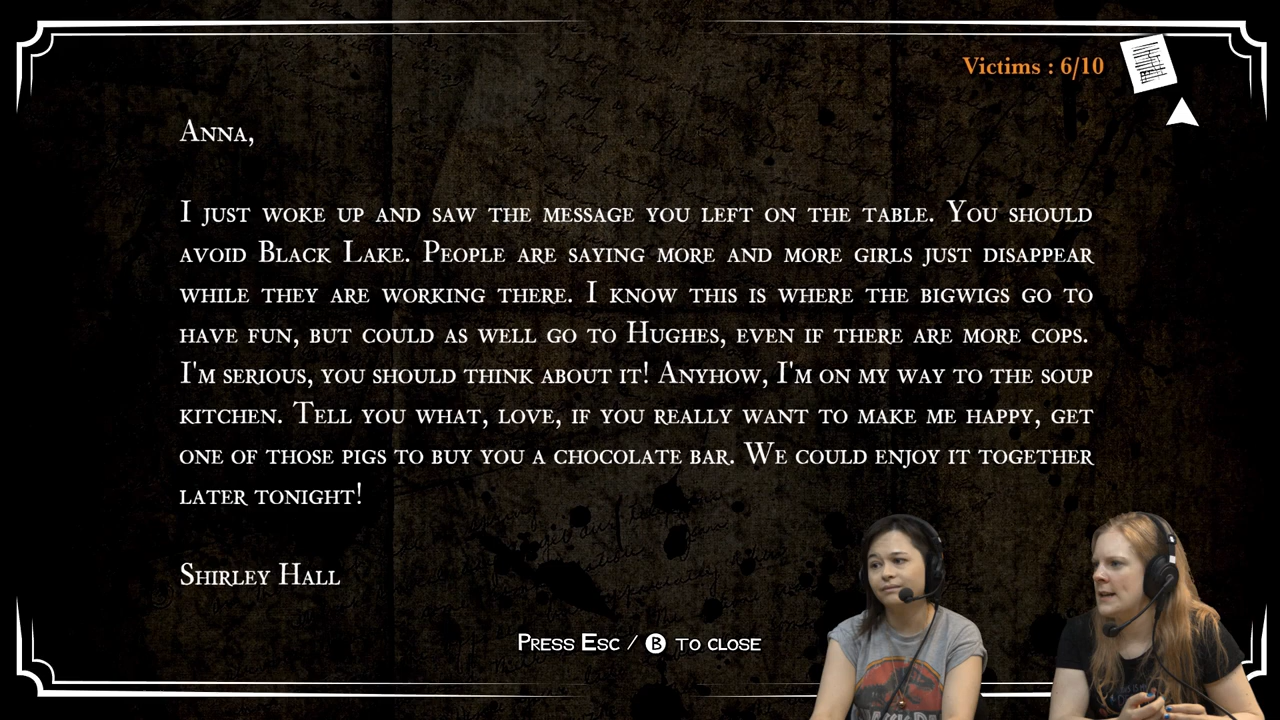 Victims : 6/10
Anna,
I just woke up and saw the message you left on the table. You should
avoid Black Lake. People are saying more and more girls just disappear
while they are working there. I know this is where the bigwigs go to
have fun, but could as well go to Hughes, even if there are more cops.
I'm serious, you should think about it! Anyhow, I'm on my way to the soup
kitchen. Tell you what, love, if you really want to make me happy, get
one of those pigs to buy you a chocolate bar. We could enjoy it together
later tonight!
Shirley Hall
Press Esc / B to close